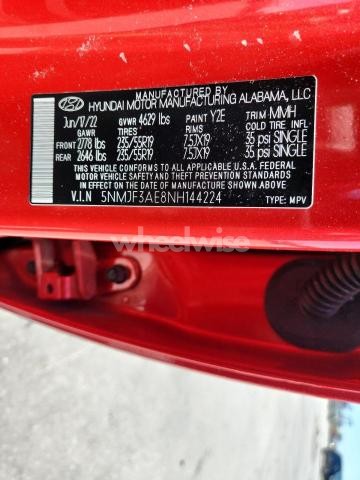 MANUFACTURED BY
HYUNDAI MOTOR MANUFACTURING ALABAMA, LLC
Jun/17/22 GVWR 4629 lbs PAINT Y2E TRIM MMH
GAWR TIRES RIMS COLD TIRE INFL.
FRONT 2778 lbs 235/55R19 7.5JX19 35 psi SINGLE
REAR 2646 lbs 235/55R19 7.5JX19 35 psi SINGLE
THIS VEHICLE CONFORMS TO ALL APPLICABLE U.S.A FEDERAL
MOTOR VEHICLE SAFETY AND THEFT PREVENTION STANDARDS
IN EFFECT ON THE DATE OF MANUFACTURE SHOWN ABOVE.
V.I.N 5NMJF3AE8NH144224 TYPE: MPV
wheelwise